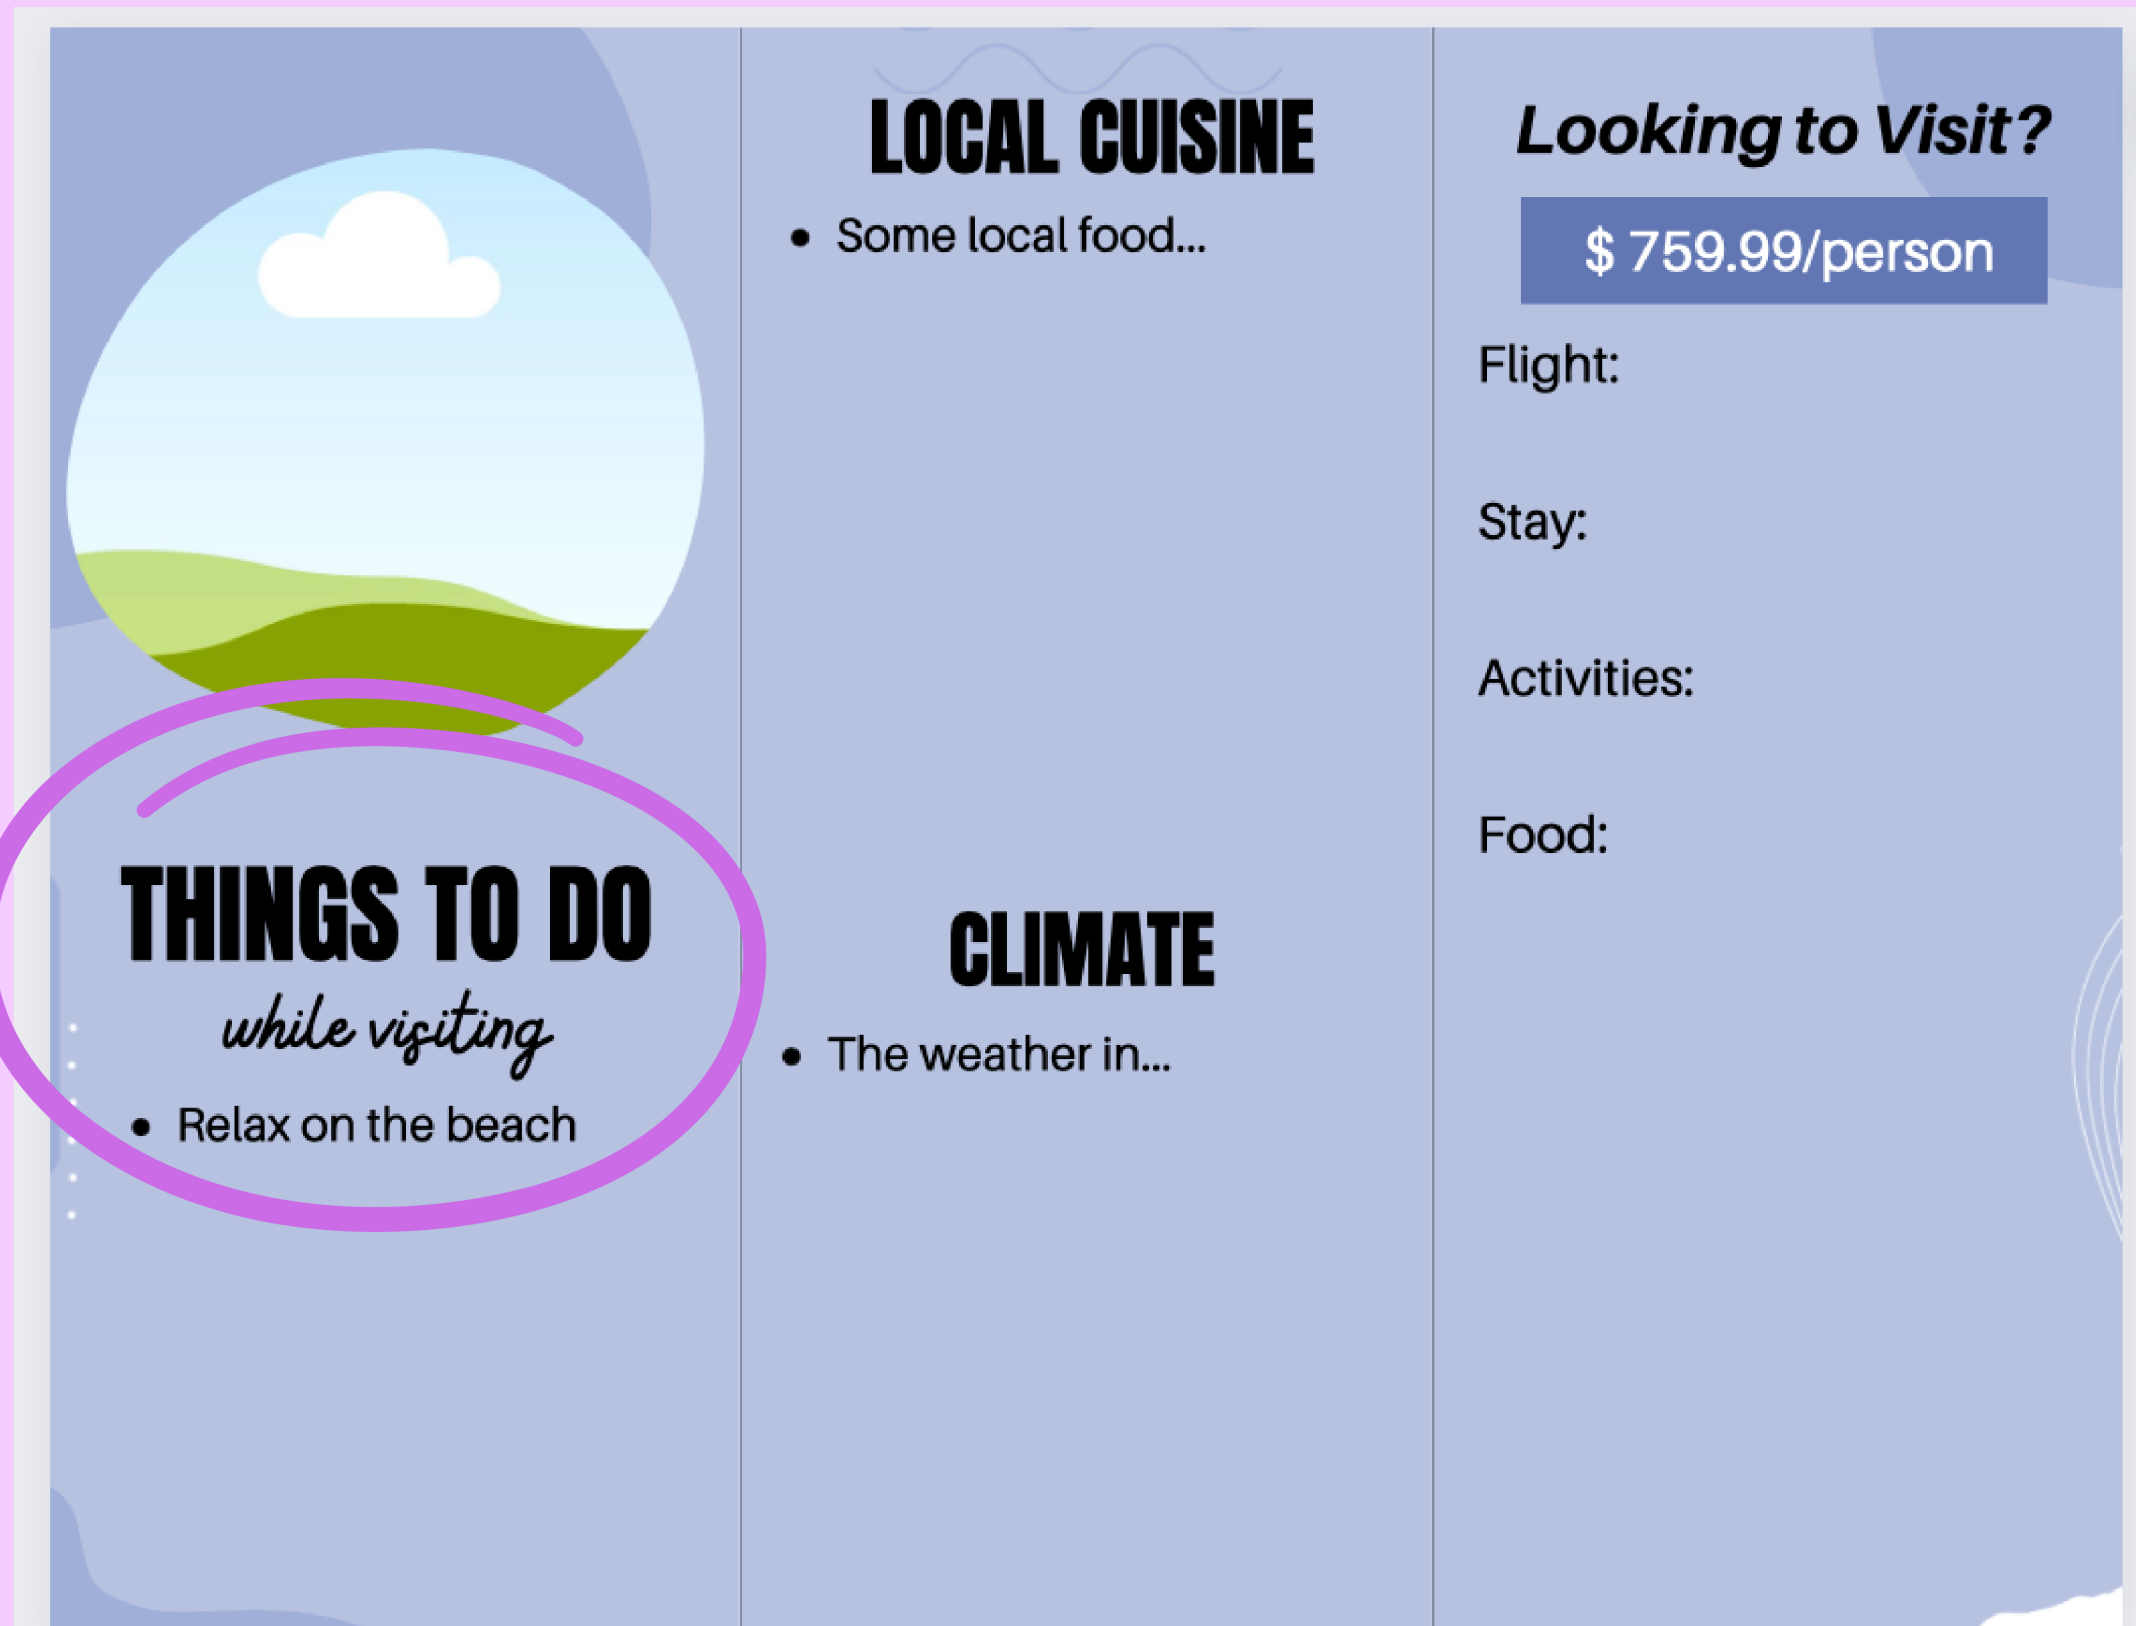 THINGS TO DO
while visiting
• Relax on the beach
LOCAL CUISINE
• Some local food...
CLIMATE
• The weather in...
Looking to Visit?
$ 759.99/person
Flight:
Stay:
Activities:
Food: